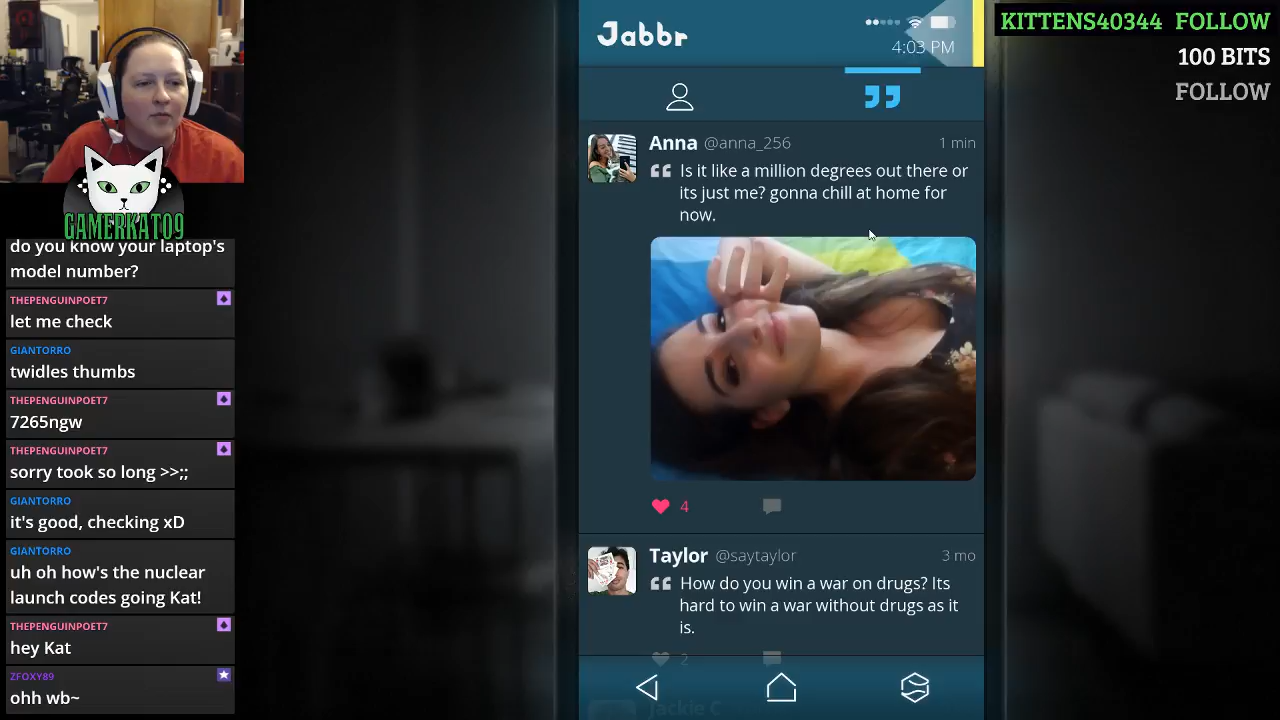 GAMERKAT09
do you know your laptop's
model number?
THEPENGUINPOET7
let me check
GIANTORRO
twidles thumbs
THEPENGUINPOET7
7265ngw
THEPENGUINPOET7
sorry took so long >>;;
GIANTORRO
it's good, checking xD
GIANTORRO
uh oh how's the nuclear
launch codes going Kat!
THEPENGUINPOET7
hey Kat
ZFOXY89
ohh wb~
Jabbr
4:03 PM
Anna @anna_256 1 min
Is it like a million degrees out there or
its just me? gonna chill at home for
now.
4
Taylor @saytaylor 3 mo
How do you win a war on drugs? Its
hard to win a war without drugs as it
is.
2
Jackie C
KITTENS40344 FOLLOW
100 BITS
FOLLOW